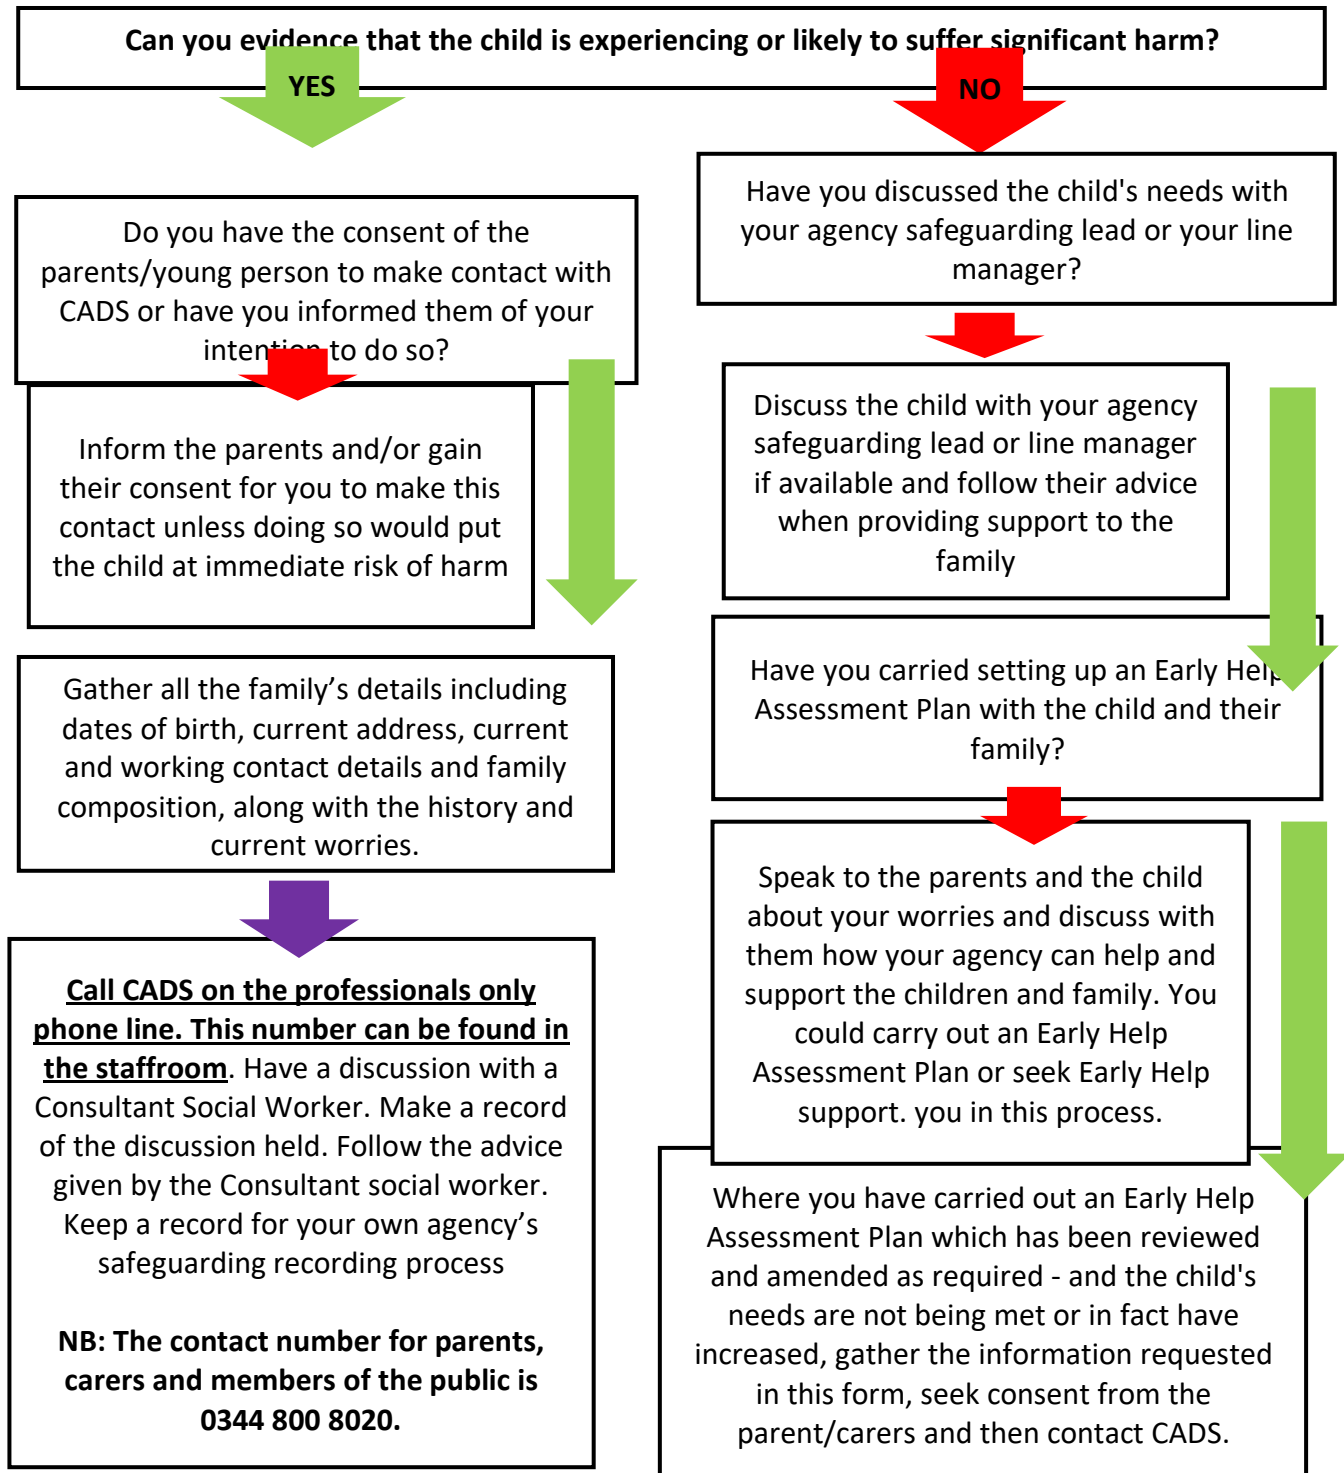 Can you evidence that the child is experiencing or likely to suffer significant harm?
YES
NO
Do you have the consent of the
parents/young person to make contact with
CADS or have you informed them of your
intention to do so?
Inform the parents and/or gain
their consent for you to make this
contact unless doing so would put
the child at immediate risk of harm
Gather all the family’s details including
dates of birth, current address, current
and working contact details and family
composition, along with the history and
current worries.
Call CADS on the professionals only
phone line. This number can be found in
the staffroom. Have a discussion with a
Consultant Social Worker. Make a record
of the discussion held. Follow the advice
given by the Consultant social worker.
Keep a record for your own agency’s
safeguarding recording process
NB: The contact number for parents,
carers and members of the public is
0344 800 8020.
Have you discussed the child's needs with
your agency safeguarding lead or your line
manager?
Discuss the child with your agency
safeguarding lead or line manager
if available and follow their advice
when providing support to the
family
Have you carried setting up an Early Help
Assessment Plan with the child and their
family?
Speak to the parents and the child
about your worries and discuss with
them how your agency can help and
support the children and family. You
could carry out an Early Help
Assessment Plan or seek Early Help
support. you in this process.
Where you have carried out an Early Help
Assessment Plan which has been reviewed
and amended as required - and the child's
needs are not being met or in fact have
increased, gather the information requested
in this form, seek consent from the
parent/carers and then contact CADS.